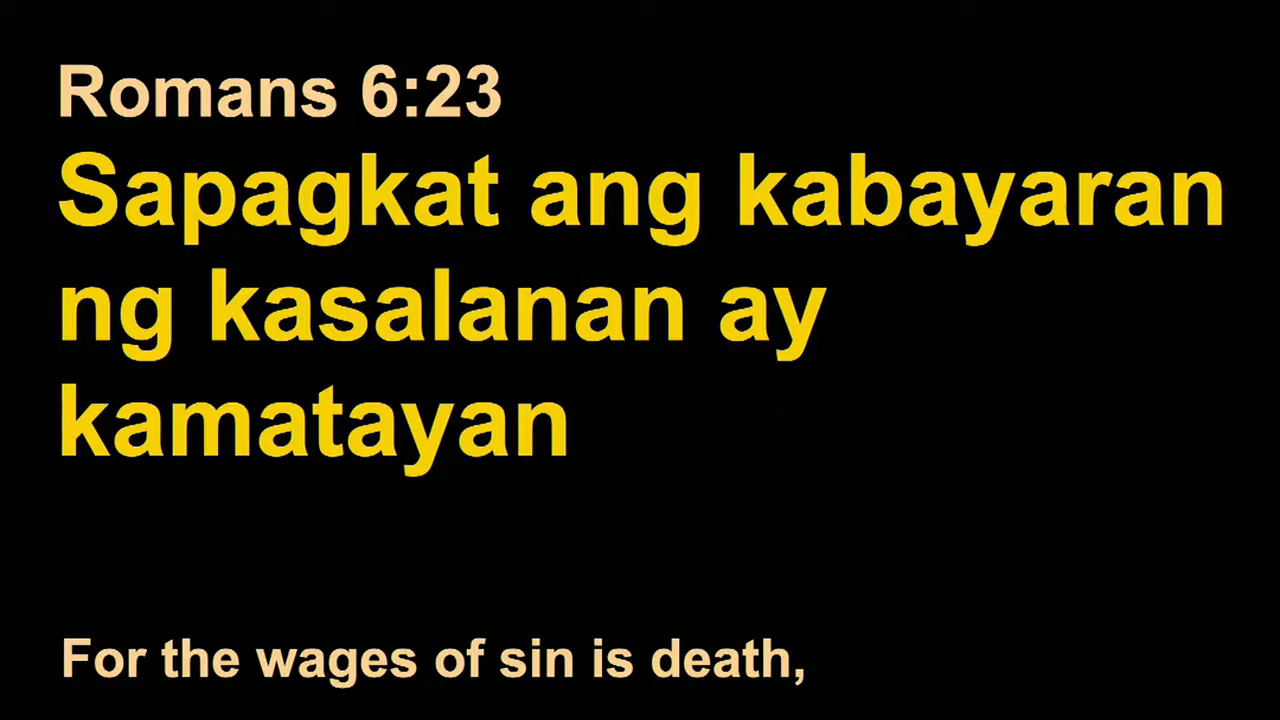 Romans 6:23
Sapagkat ang kabayaran
ng kasalanan ay
kamatayan
For the wages of sin is death,